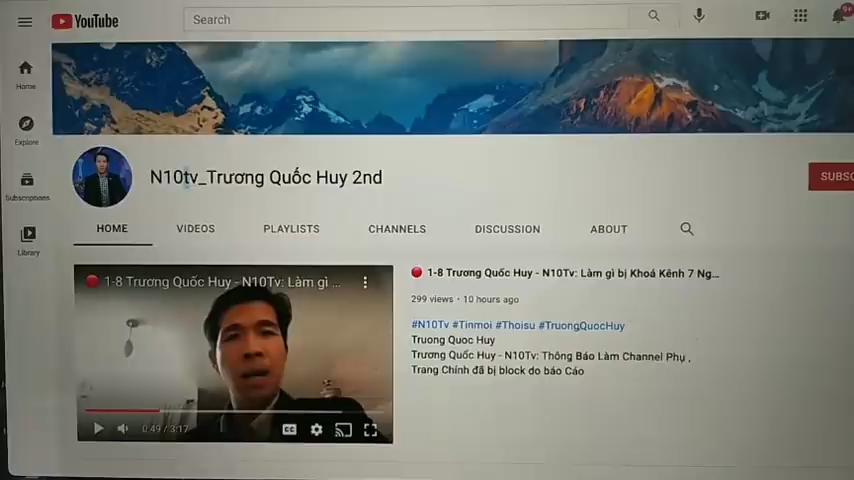 YouTube
Search
9+
Home
Explore
Subscriptions
Library
N10tv_Trương Quốc Huy 2nd
SUBSC
HOME VIDEOS PLAYLISTS CHANNELS DISCUSSION ABOUT
🔴 1-8 Trương Quốc Huy - N10Tv: Làm gì ...
0:49 / 3:17
CC
🔴 1-8 Trương Quốc Huy - N10Tv: Làm gì bị Khoá Kênh 7 Ng...
299 views • 10 hours ago
#N10Tv #Tinmoi #Thoisu #TruongQuocHuy
Truong Quoc Huy
Trương Quốc Huy - N10Tv: Thông Báo Làm Channel Phụ ,
Trang Chính đã bị block do báo Cáo